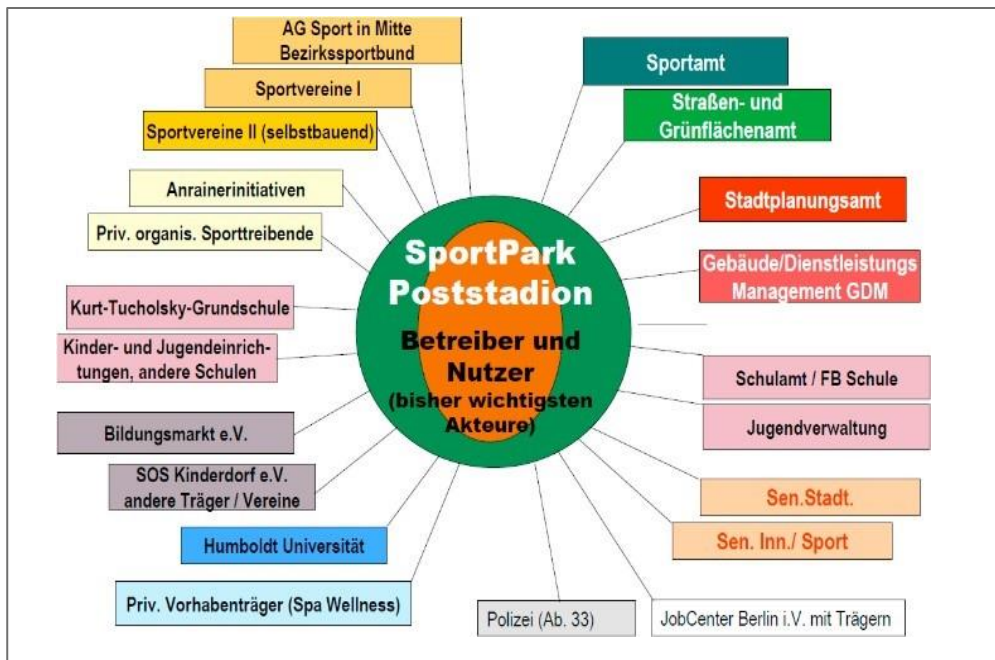 AG Sport in Mitte
Bezirkssportbund
Sportvereine I
Sportvereine II (selbstbauend)
Anrainerinitiativen
Priv. organis. Sporttreibende
Kurt-Tucholsky-Grundschule
Kinder- und Jugendeinrich-
tungen, andere Schulen
Bildungsmarkt e.V.
SOS Kinderdorf e.V.
andere Träger / Vereine
Humboldt Universität
Priv. Vorhabenträger (Spa Wellness)
SportPark
Poststadion
Betreiber und
Nutzer
(bisher wichtigsten
Akteure)
Sportamt
Straßen- und
Grünflächenamt
Stadtplanungsamt
Gebäude/Dienstleistungs
Management GDM
Schulamt / FB Schule
Jugendverwaltung
Sen.Stadt.
Sen. Inn./ Sport
Polizei (Ab. 33)
JobCenter Berlin i.V. mit Trägern